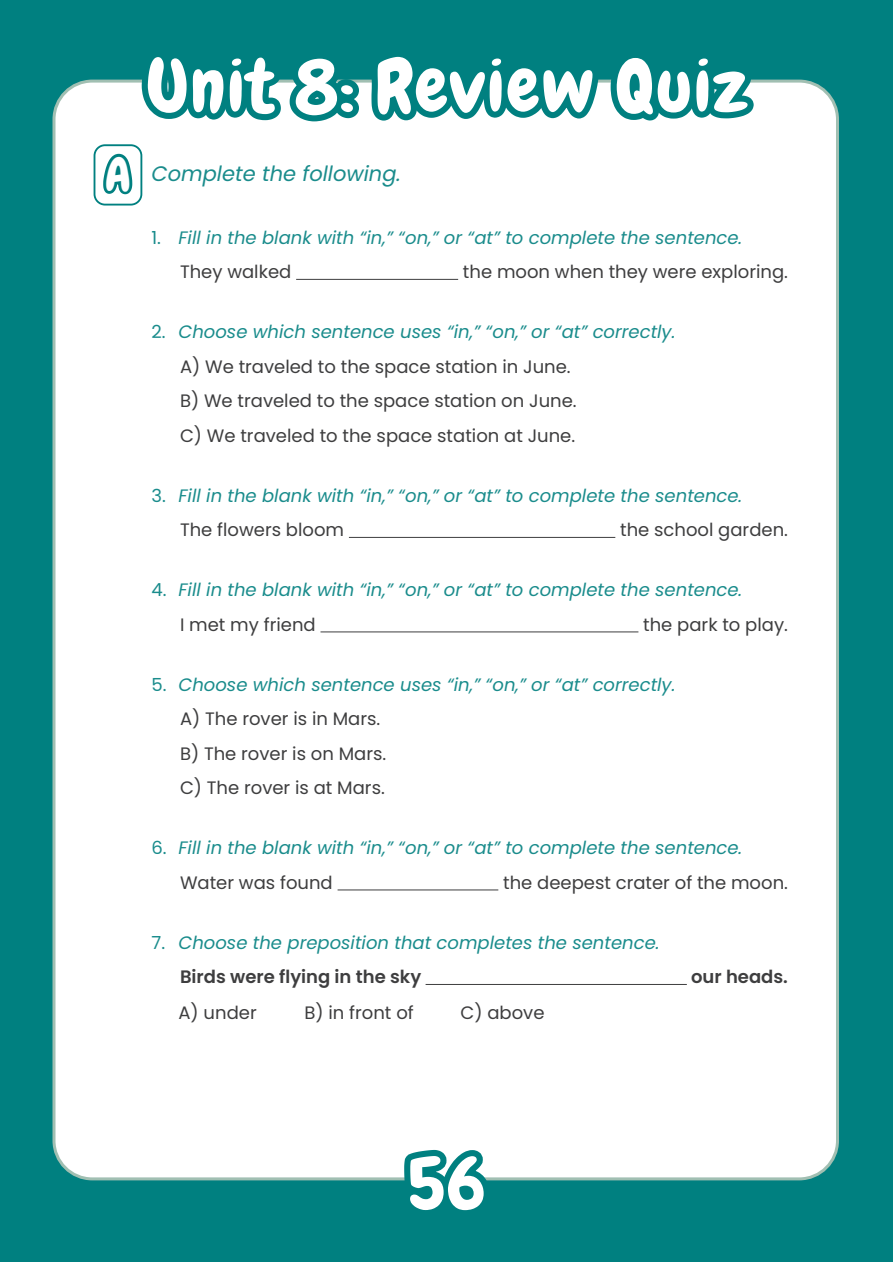 Unit 8: Review Quiz
A Complete the following.
1. Fill in the blank with “in,” “on,” or “at” to complete the sentence.
They walked _______________ the moon when they were exploring.
2. Choose which sentence uses “in,” “on,” or “at” correctly.
A) We traveled to the space station in June.
B) We traveled to the space station on June.
C) We traveled to the space station at June.
3. Fill in the blank with “in,” “on,” or “at” to complete the sentence.
The flowers bloom _________________________ the school garden.
4. Fill in the blank with “in,” “on,” or “at” to complete the sentence.
I met my friend ______________________________ the park to play.
5. Choose which sentence uses “in,” “on,” or “at” correctly.
A) The rover is in Mars.
B) The rover is on Mars.
C) The rover is at Mars.
6. Fill in the blank with “in,” “on,” or “at” to complete the sentence.
Water was found _______________ the deepest crater of the moon.
7. Choose the preposition that completes the sentence.
Birds were flying in the sky _________________________ our heads.
A) under B) in front of C) above
56